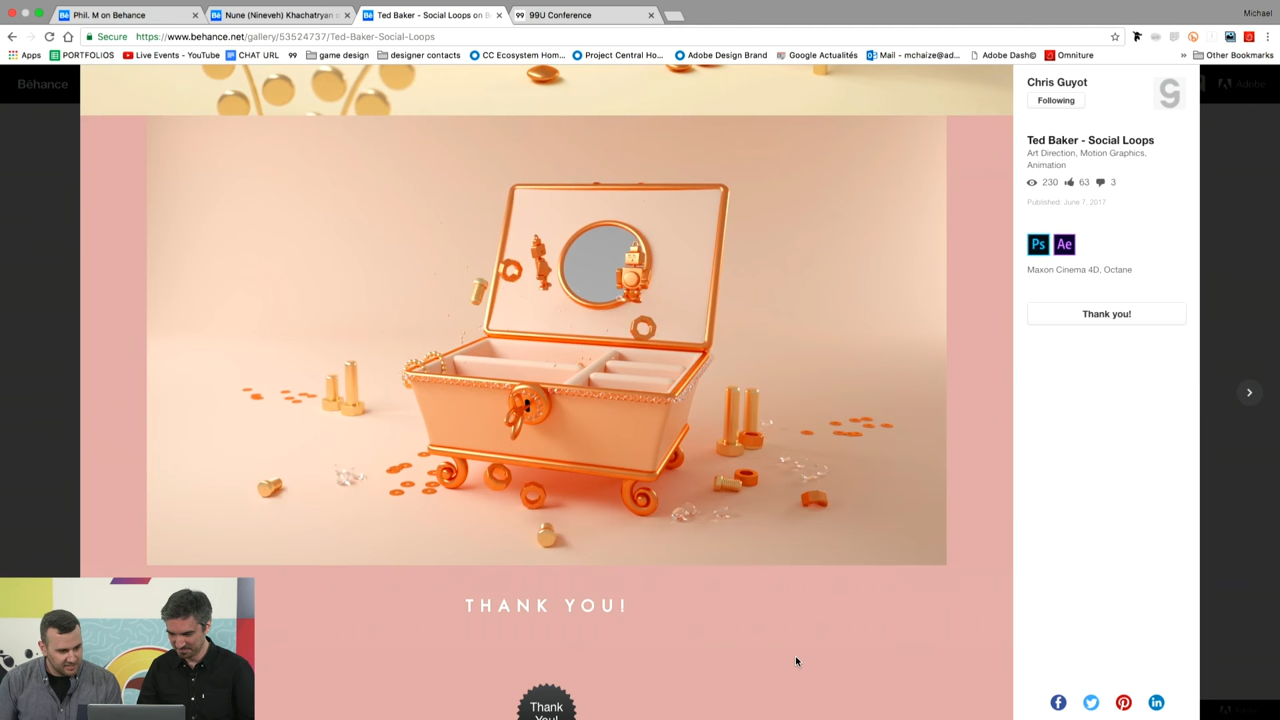 Phil. M on Behance
Nune (Nineveh) Khachatryan o
Ted Baker - Social Loops on B
99 99U Conference
Michael
Secure https://www.behance.net/gallery/53524737/Ted-Baker-Social-Loops
Apps PORTFOLIOS Live Events - YouTube CHAT URL 99 game design designer contacts CC Ecosystem Hom... Project Central Ho... Adobe Design Brand Google Actualités Mail - mchaize@ad... Adobe Dash© Omniture » Other Bookmarks
Béhance
Adobe
Chris Guyot
Following
Ted Baker - Social Loops
Art Direction, Motion Graphics,
Animation
230 63 3
Published: June 7, 2017
Ps Ae
Maxon Cinema 4D, Octane
Thank you!
THANK YOU!
Thank
You!